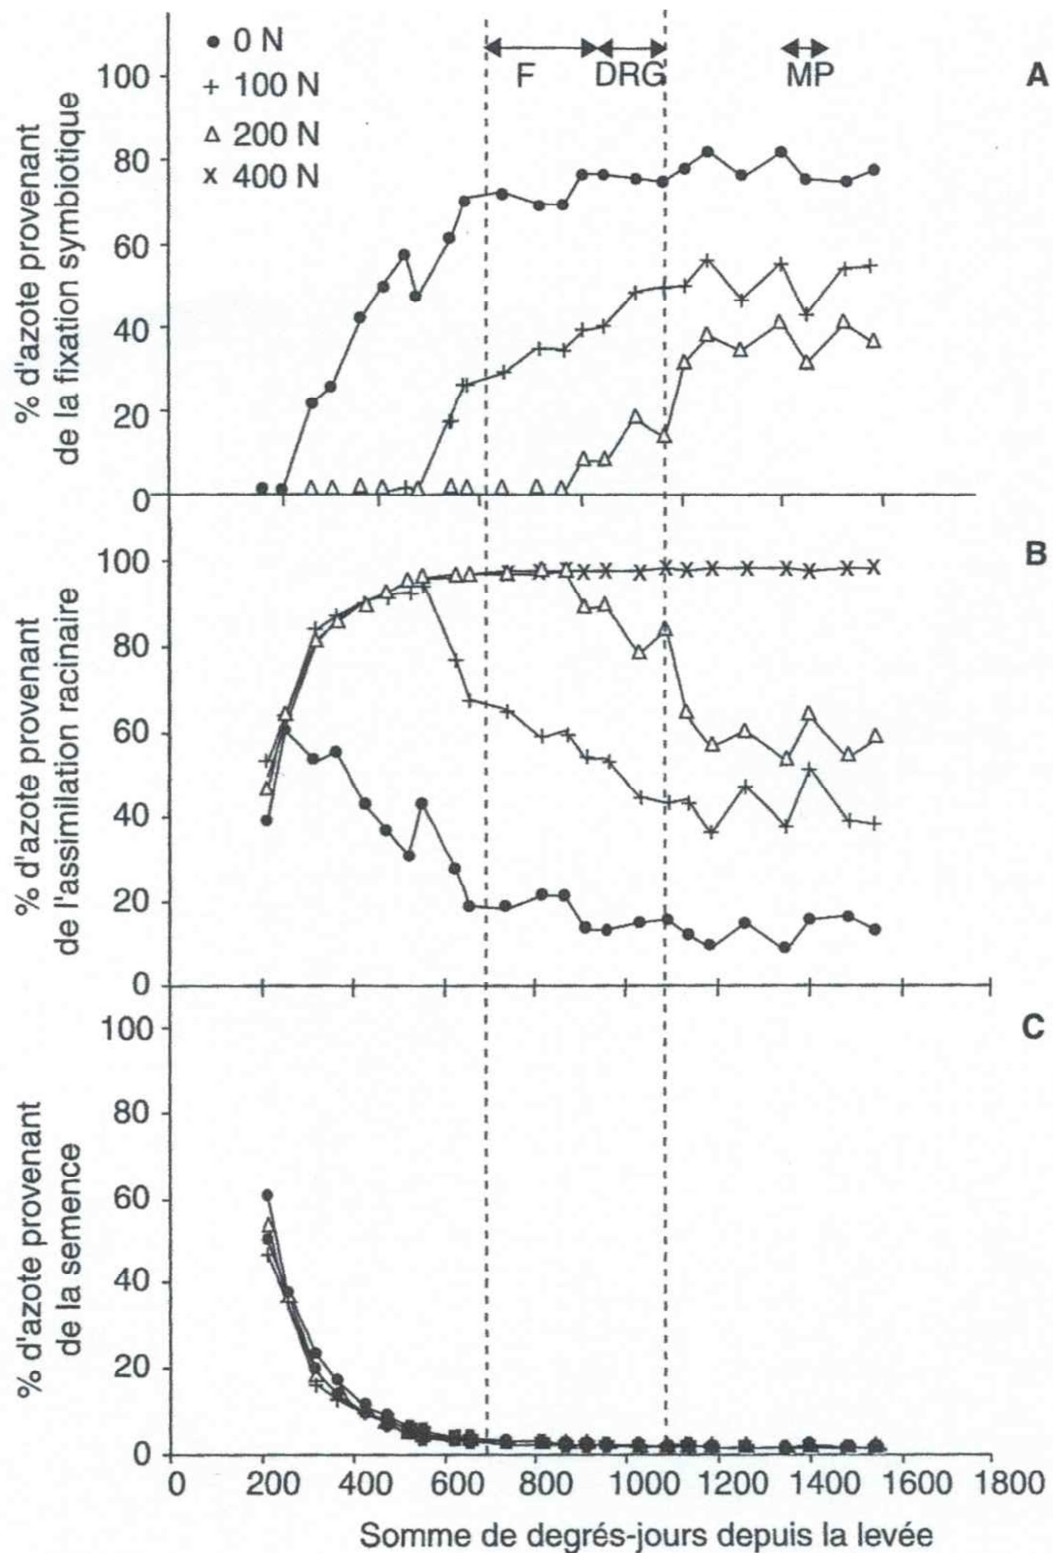 ● 0 N
+ 100 N
△ 200 N
x 400 N
F
DRG
MP
A
% d'azote provenant
de la fixation symbiotique
100
80
60
40
20
0
B
% d'azote provenant
de l'assimilation racinaire
100
80
60
40
20
0
C
% d'azote provenant
de la semence
100
80
60
40
20
0
0 200 400 600 800 1000 1200 1400 1600 1800
Somme de degrés-jours depuis la levée